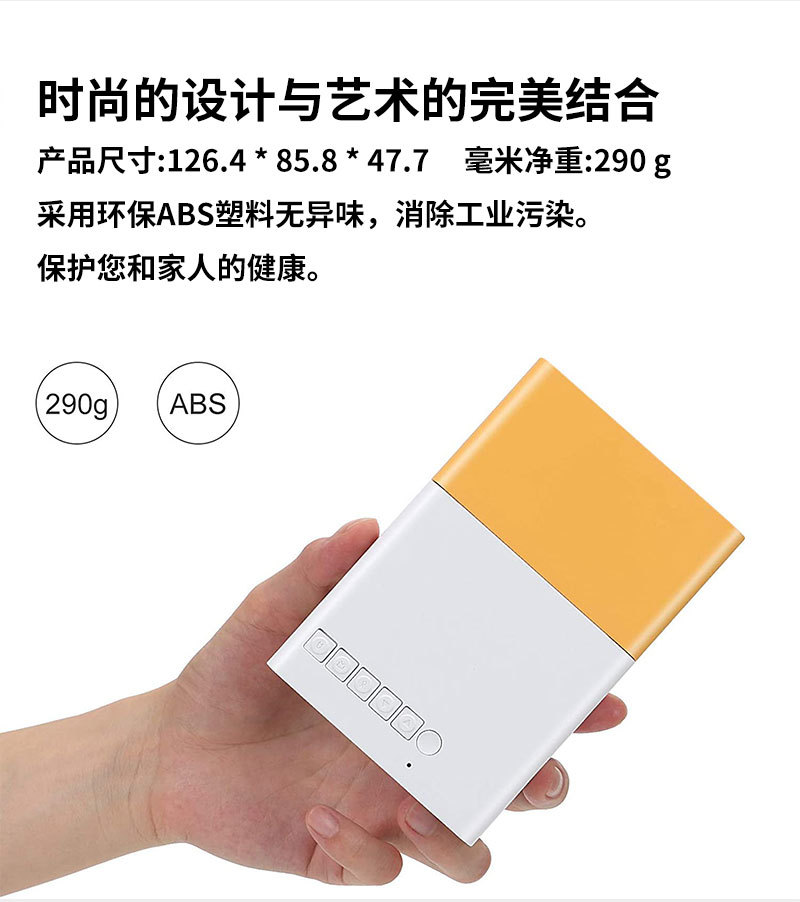 时尚的设计与艺术的完美结合
产品尺寸:126.4 * 85.8 * 47.7 毫米净重:290 g
采用环保ABS塑料无异味，消除工业污染。
保护您和家人的健康。
290g ABS